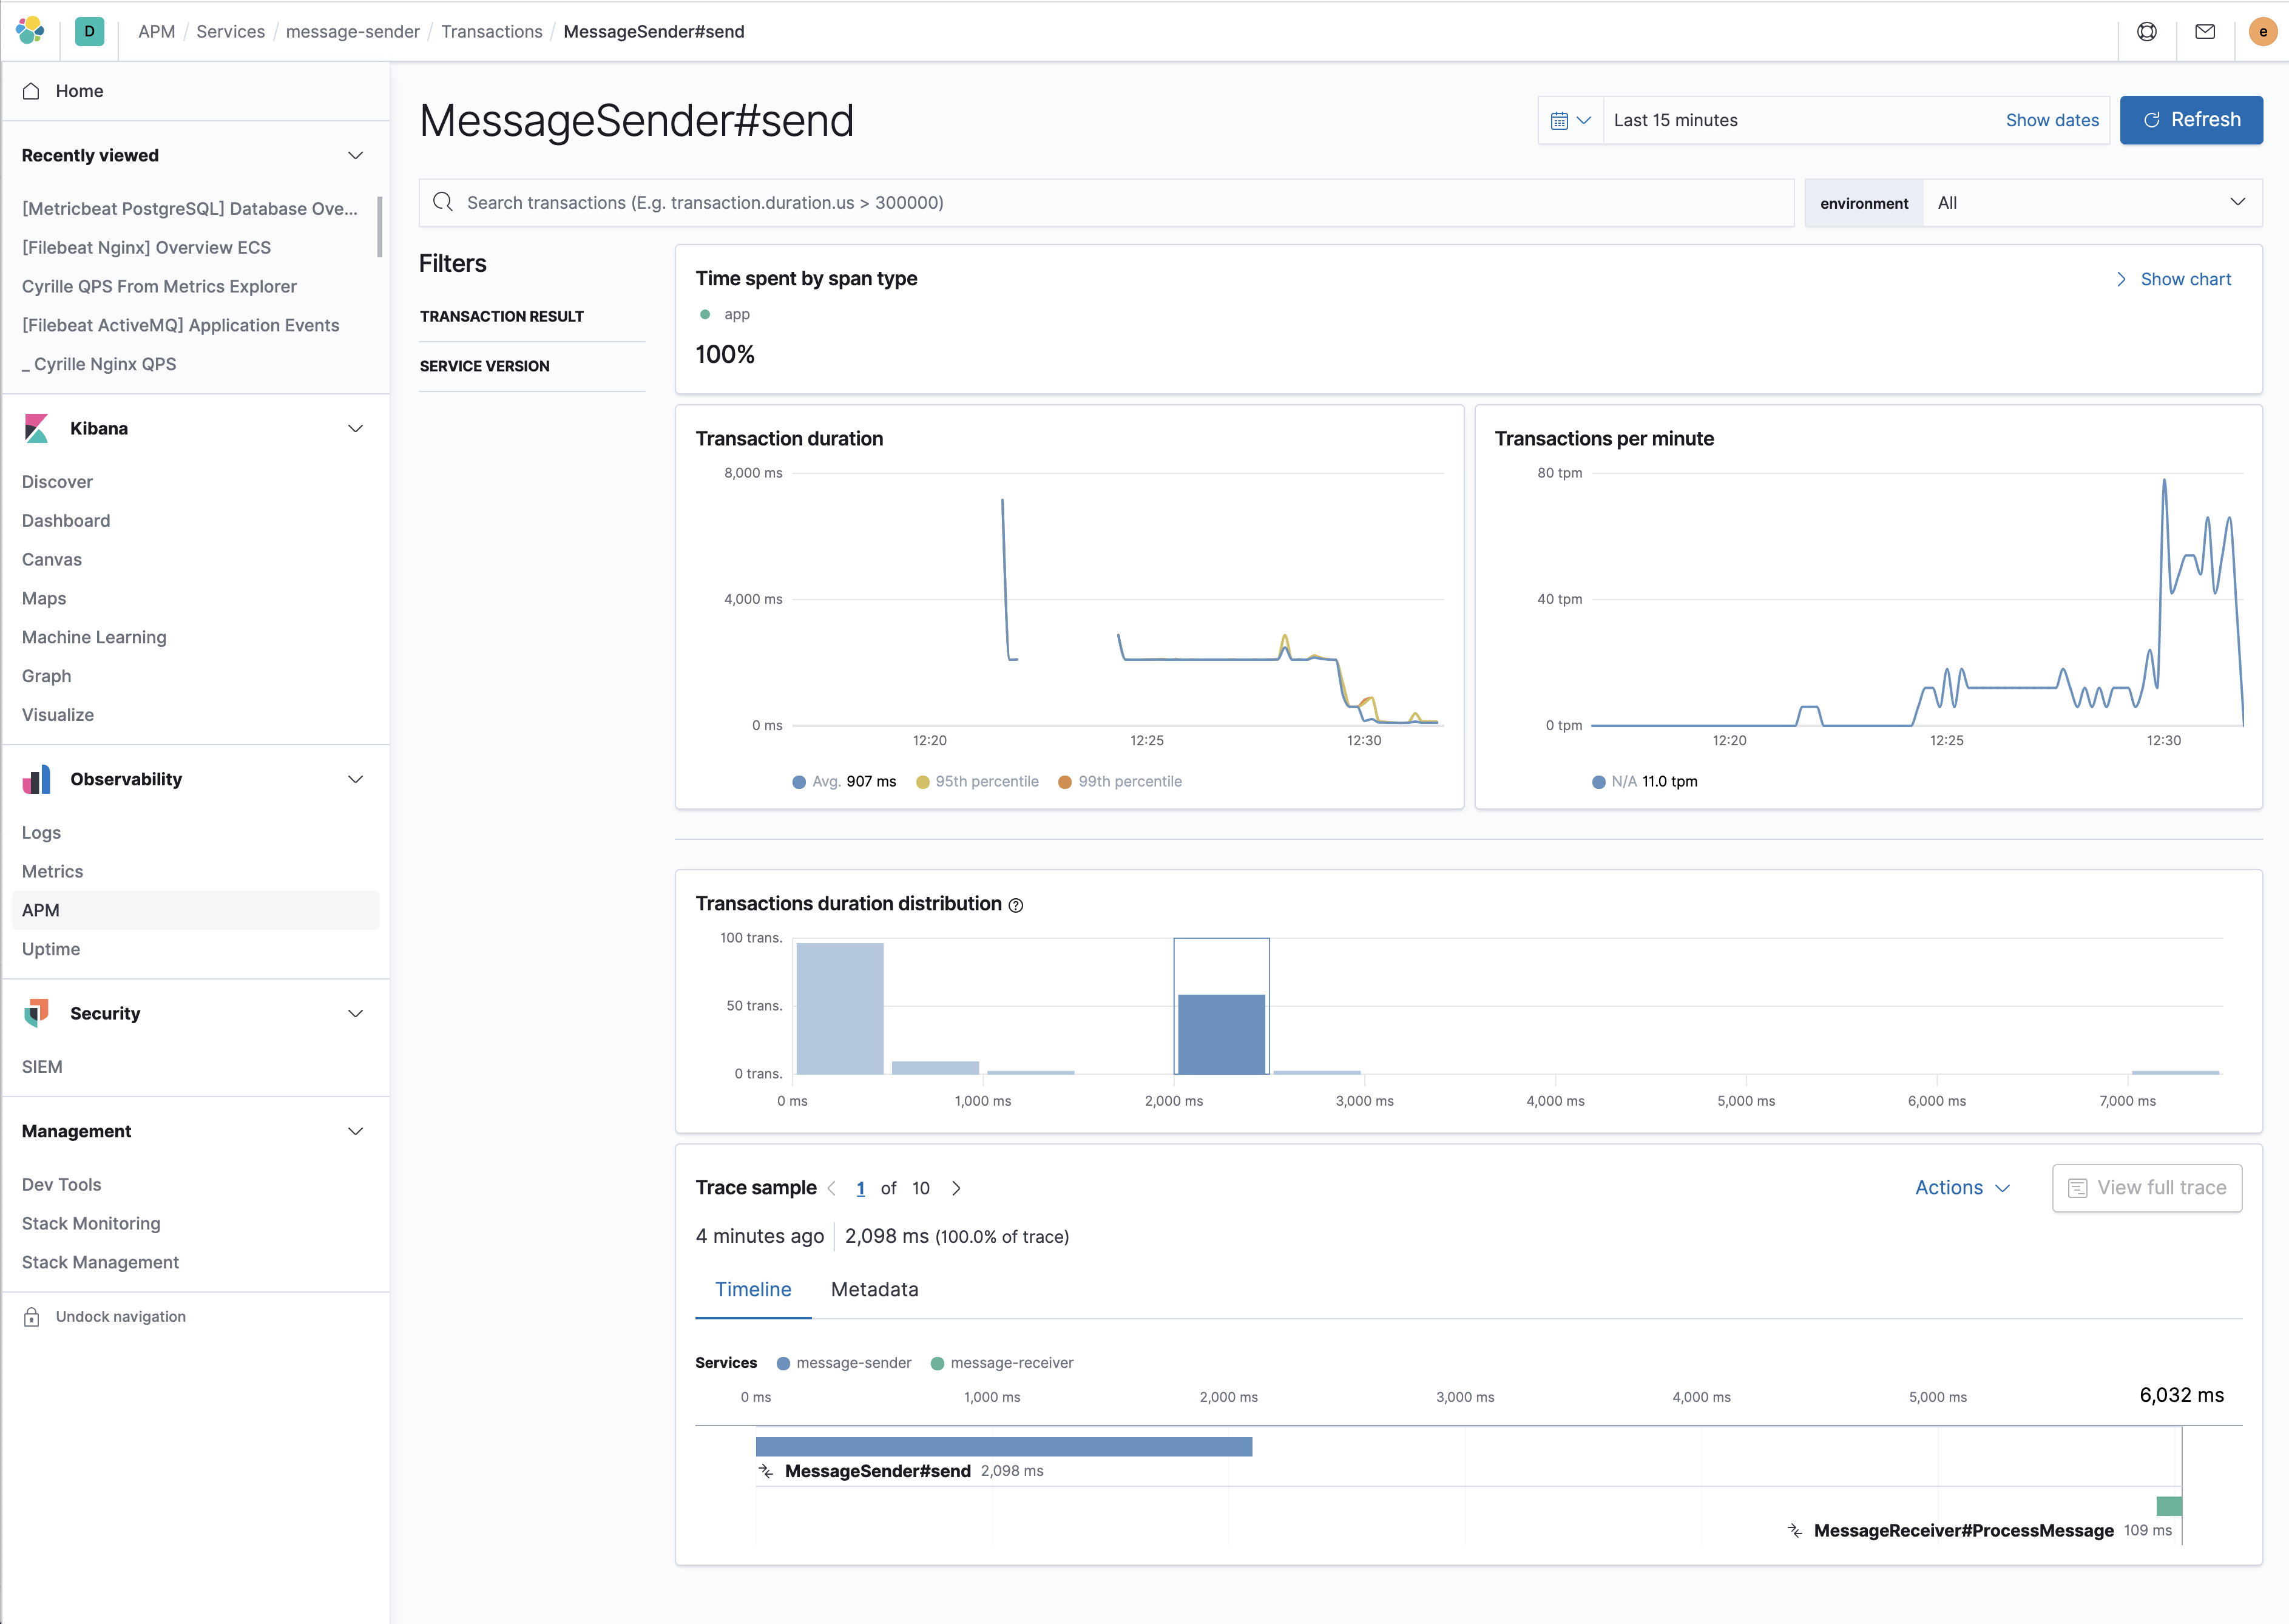 D APM / Services / message-sender / Transactions / MessageSender#send e
Home
Recently viewed
[Metricbeat PostgreSQL] Database Ove...
[Filebeat Nginx] Overview ECS
Cyrille QPS From Metrics Explorer
[Filebeat ActiveMQ] Application Events
_ Cyrille Nginx QPS
Kibana
Discover
Dashboard
Canvas
Maps
Machine Learning
Graph
Visualize
Observability
Logs
Metrics
APM
Uptime
Security
SIEM
Management
Dev Tools
Stack Monitoring
Stack Management
Undock navigation
MessageSender#send
Last 15 minutes Show dates Refresh
Search transactions (E.g. transaction.duration.us > 300000)
environment All
Filters
TRANSACTION RESULT
SERVICE VERSION
Time spent by span type
Show chart
app
100%
Transaction duration
8,000 ms
4,000 ms
0 ms
12:20 12:25 12:30
Avg. 907 ms 95th percentile 99th percentile
Transactions per minute
80 tpm
40 tpm
0 tpm
12:20 12:25 12:30
N/A 11.0 tpm
Transactions duration distribution ?
100 trans.
50 trans.
0 trans.
0 ms 1,000 ms 2,000 ms 3,000 ms 4,000 ms 5,000 ms 6,000 ms 7,000 ms
Trace sample 1 of 10
Actions View full trace
4 minutes ago 2,098 ms (100.0% of trace)
Timeline Metadata
Services message-sender message-receiver
0 ms 1,000 ms 2,000 ms 3,000 ms 4,000 ms 5,000 ms 6,032 ms
MessageSender#send 2,098 ms
MessageReceiver#ProcessMessage 109 ms